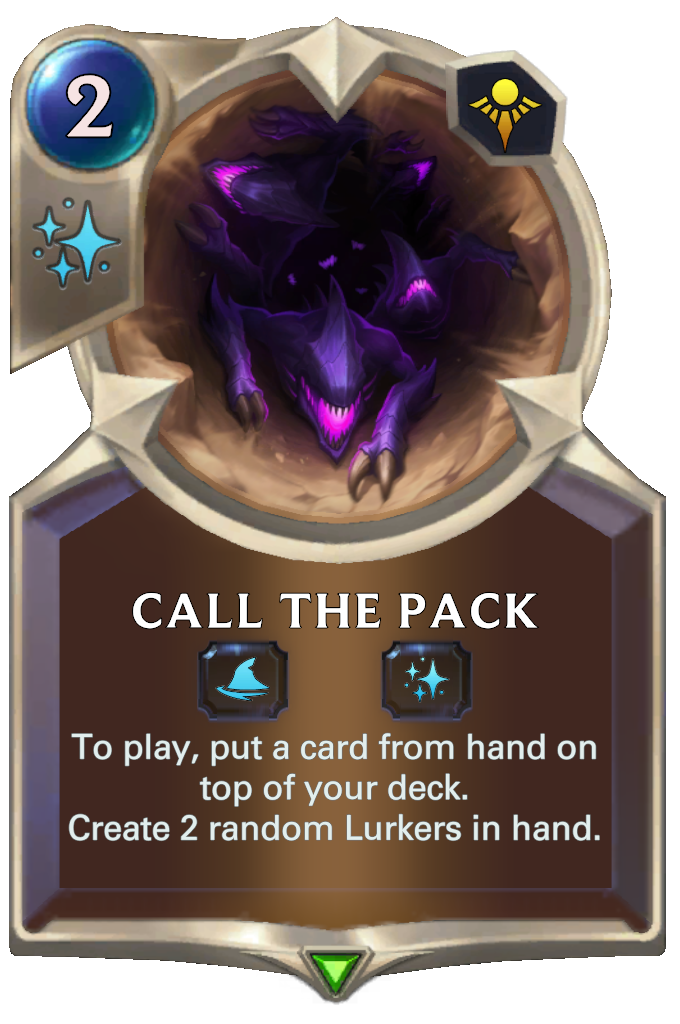 2
CALL THE PACK
To play, put a card from hand on
top of your deck.
Create 2 random Lurkers in hand.